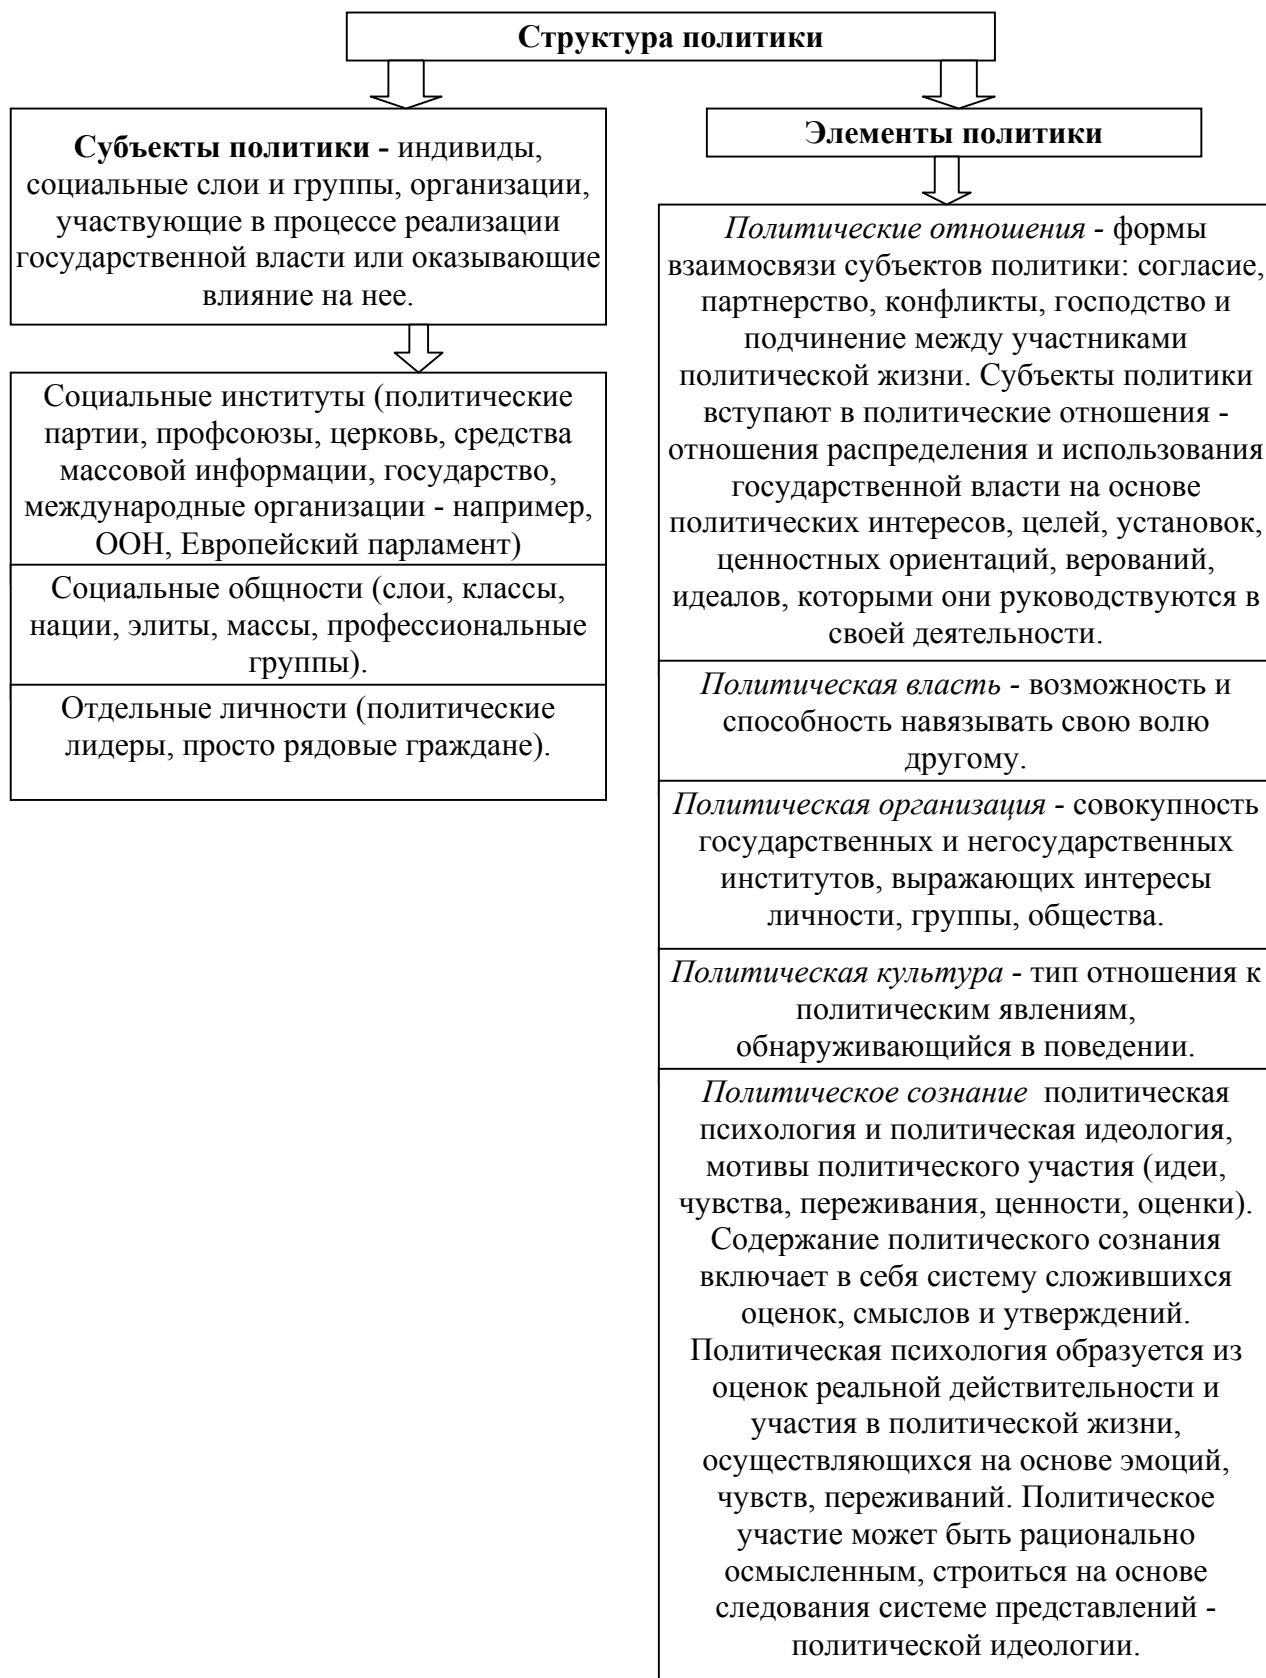 Структура политики
Субъекты политики - индивиды,
социальные слои и группы, организации,
участвующие в процессе реализации
государственной власти или оказывающие
влияние на нее.
Социальные институты (политические
партии, профсоюзы, церковь, средства
массовой информации, государство,
международные организации - например,
ООН, Европейский парламент)
Социальные общности (слои, классы,
нации, элиты, массы, профессиональные
группы).
Отдельные личности (политические
лидеры, просто рядовые граждане).
Элементы политики
Политические отношения - формы
взаимосвязи субъектов политики: согласие,
партнерство, конфликты, господство и
подчинение между участниками
политической жизни. Субъекты политики
вступают в политические отношения -
отношения распределения и использования
государственной власти на основе
политических интересов, целей, установок,
ценностных ориентаций, верований,
идеалов, которыми они руководствуются в
своей деятельности.
Политическая власть - возможность и
способность навязывать свою волю
другому.
Политическая организация - совокупность
государственных и негосударственных
институтов, выражающих интересы
личности, группы, общества.
Политическая культура - тип отношения к
политическим явлениям,
обнаруживающийся в поведении.
Политическое сознание политическая
психология и политическая идеология,
мотивы политического участия (идеи,
чувства, переживания, ценности, оценки).
Содержание политического сознания
включает в себя систему сложившихся
оценок, смыслов и утверждений.
Политическая психология образуется из
оценок реальной действительности и
участия в политической жизни,
осуществляющихся на основе эмоций,
чувств, переживаний. Политическое
участие может быть рационально
осмысленным, строиться на основе
следования системе представлений -
политической идеологии.